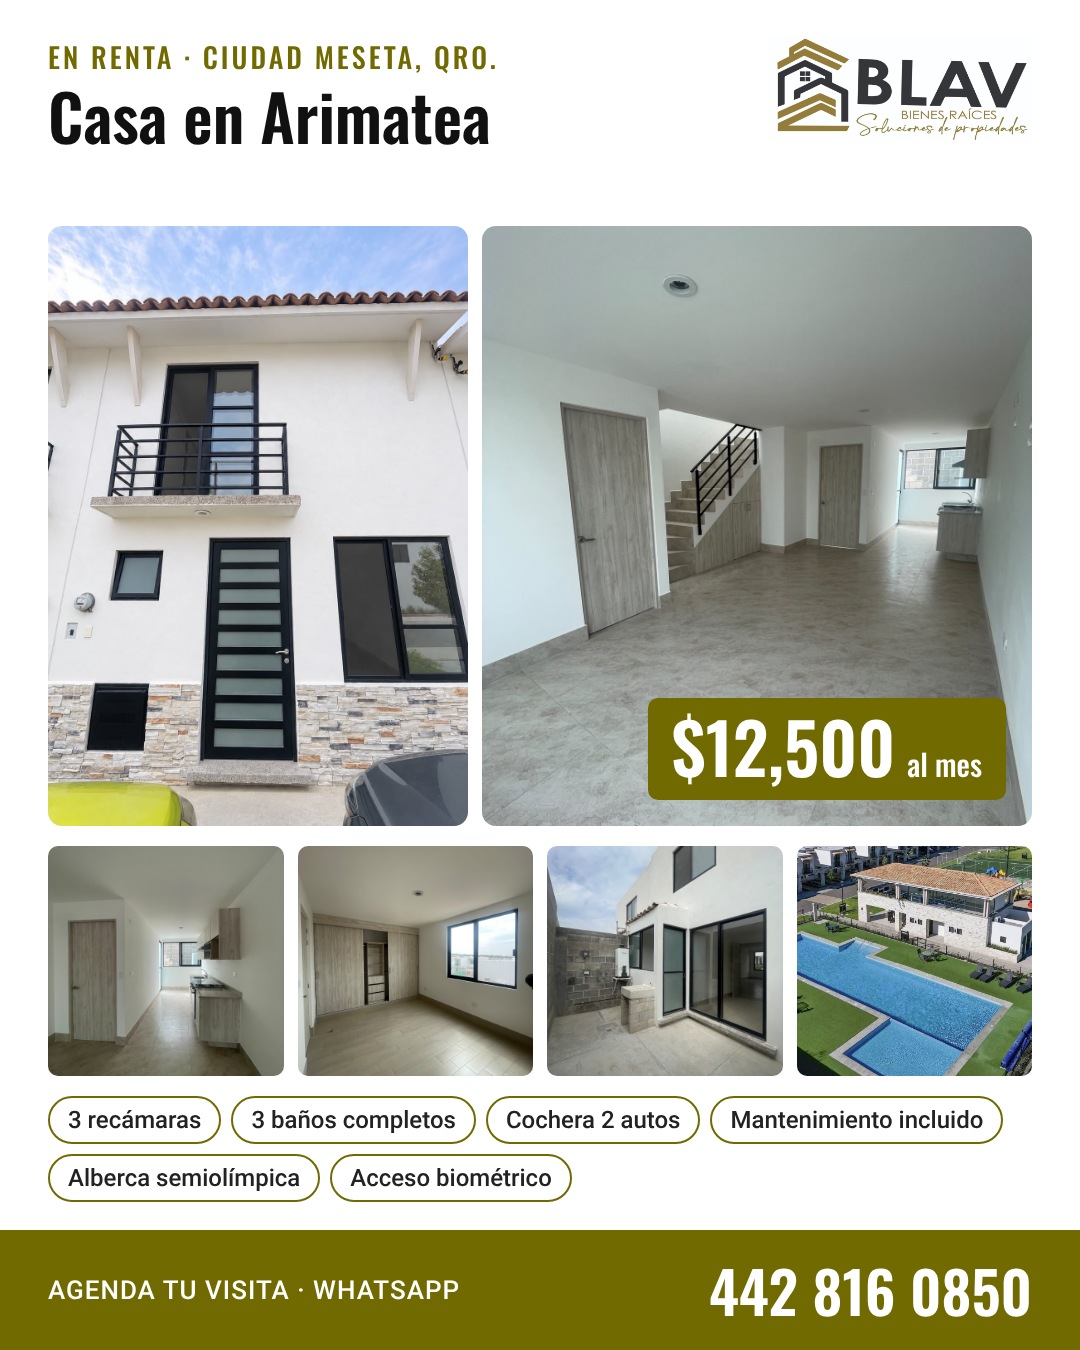 EN RENTA · CIUDAD MESETA, QRO.
Casa en Arimatea
BLAV
BIENES RAÍCES
Soluciones de propiedades
$12,500 al mes
3 recámaras
3 baños completos
Cochera 2 autos
Mantenimiento incluido
Alberca semiolímpica
Acceso biométrico
AGENDA TU VISITA · WHATSAPP
442 816 0850